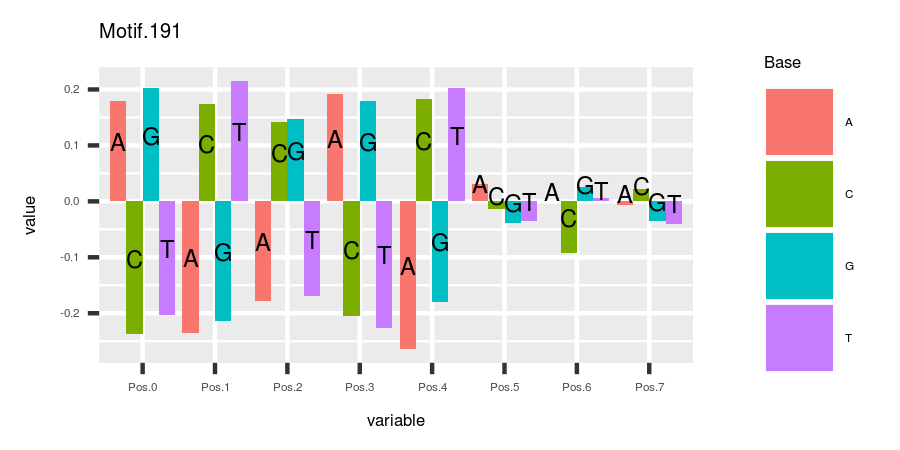 Motif.191
value
0.2
0.1
0.0
-0.1
-0.2
A C G T
A C G T
A C G T
A C G T
A C G T
A C G T
A C G T
A C G T
Pos.0 Pos.1 Pos.2 Pos.3 Pos.4 Pos.5 Pos.6 Pos.7
variable
Base
A
C
G
T